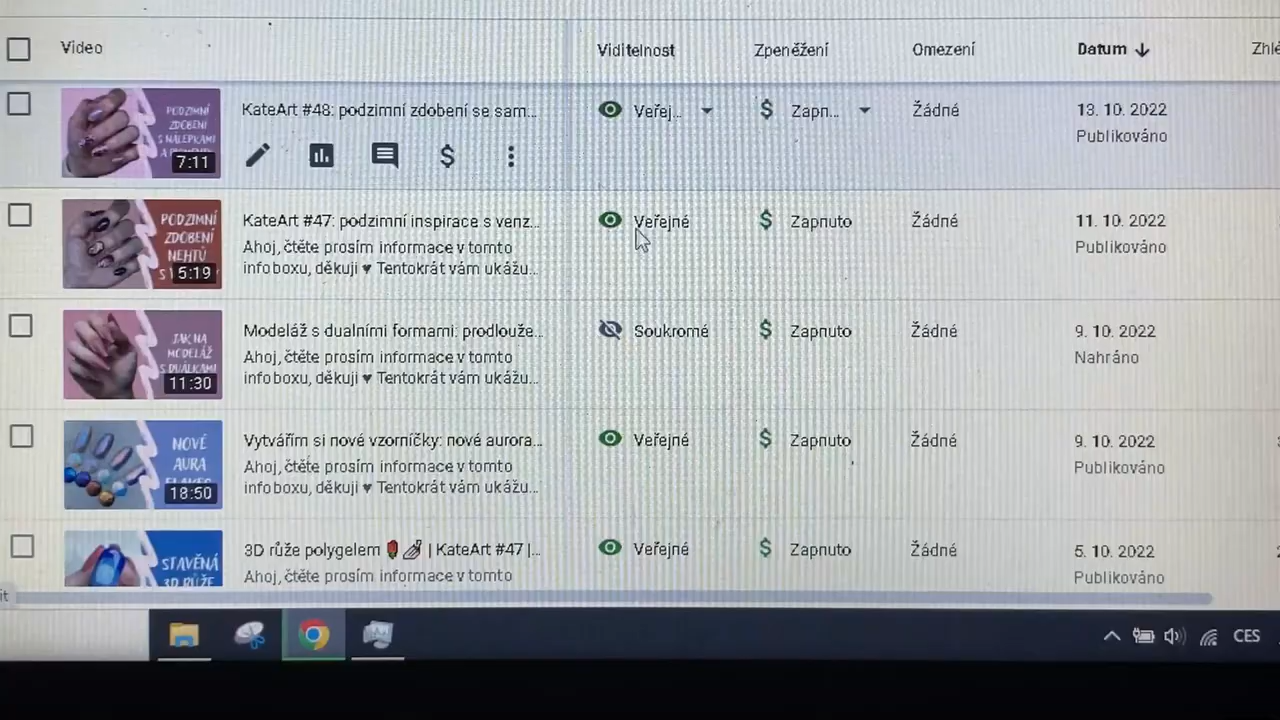 Video Viditelnost Zpeněžení Omezení Datum
PODZIMNÍ
ZDOBENÍ
S NÁLEPKAMI
7:11
KateArt #48: podzimní zdobení se sam...
Veřej... $ Zapn... Žádné 13. 10. 2022
Publikováno
PODZIMNÍ
ZDOBENÍ
NEHTŮ
5:19
KateArt #47: podzimní inspirace s venz...
Ahoj, čtěte prosím informace v tomto
infoboxu, děkuji ♥ Tentokrát vám ukážu...
Veřejné $ Zapnuto Žádné 11. 10. 2022
Publikováno
JAK NA
MODELÁŽ
S DUÁLKAMI
11:30
Modeláž s dualními formami: prodlouže...
Ahoj, čtěte prosím informace v tomto
infoboxu, děkuji ♥ Tentokrát vám ukážu...
Soukromé $ Zapnuto Žádné 9. 10. 2022
Nahráno
NOVÉ
AURA
FLAKES
18:50
Vytvářím si nové vzorníčky: nové aurora...
Ahoj, čtěte prosím informace v tomto
infoboxu, děkuji ♥ Tentokrát vám ukážu...
Veřejné $ Zapnuto Žádné 9. 10. 2022
Publikováno
STAVĚNÁ
3D RŮŽE
3D růže polygelem 🌹💅 | KateArt #47 |...
Ahoj, čtěte prosím informace v tomto
Veřejné $ Zapnuto Žádné 5. 10. 2022
Publikováno
CES